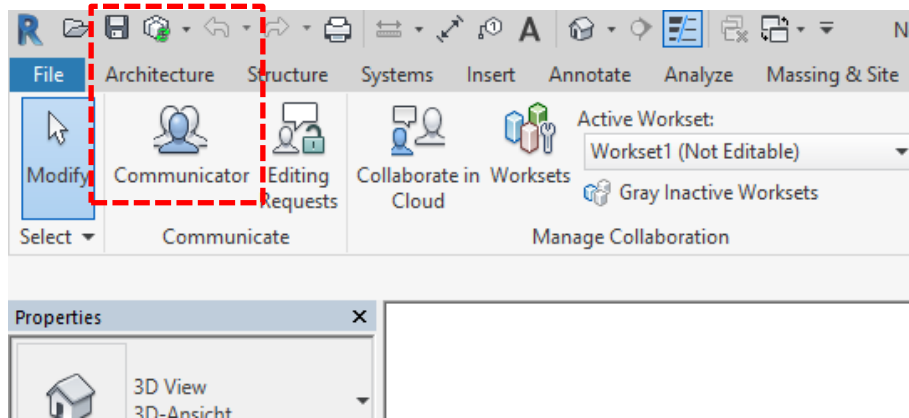 R A N
File Architecture Structure Systems Insert Annotate Analyze Massing & Site
Active Workset:
Workset1 (Not Editable)
Modify Communicator Editing Requests Collaborate in Cloud Worksets
Gray Inactive Worksets
Select Communicate Manage Collaboration
Properties
3D View
3D-Ansicht